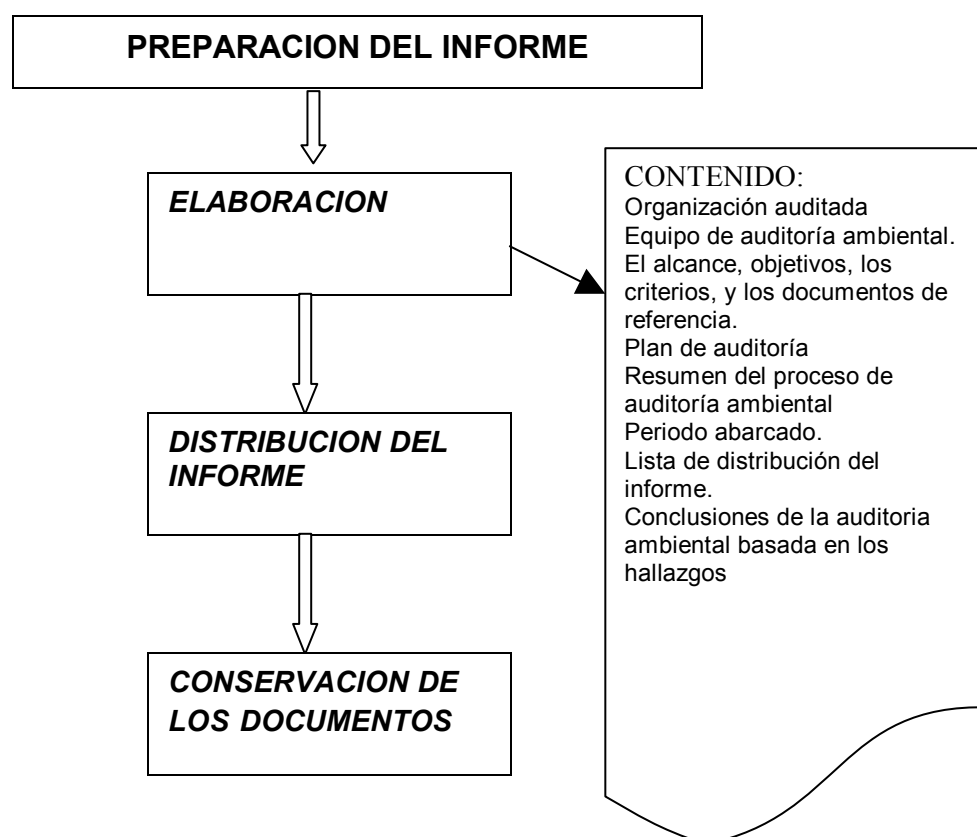 PREPARACION DEL INFORME
ELABORACION
CONTENIDO:
Organización auditada
Equipo de auditoría ambiental.
El alcance, objetivos, los
criterios, y los documentos de
referencia.
Plan de auditoría
Resumen del proceso de
auditoría ambiental
Periodo abarcado.
Lista de distribución del
informe.
Conclusiones de la auditoria
ambiental basada en los
hallazgos
DISTRIBUCION DEL
INFORME
CONSERVACION DE
LOS DOCUMENTOS